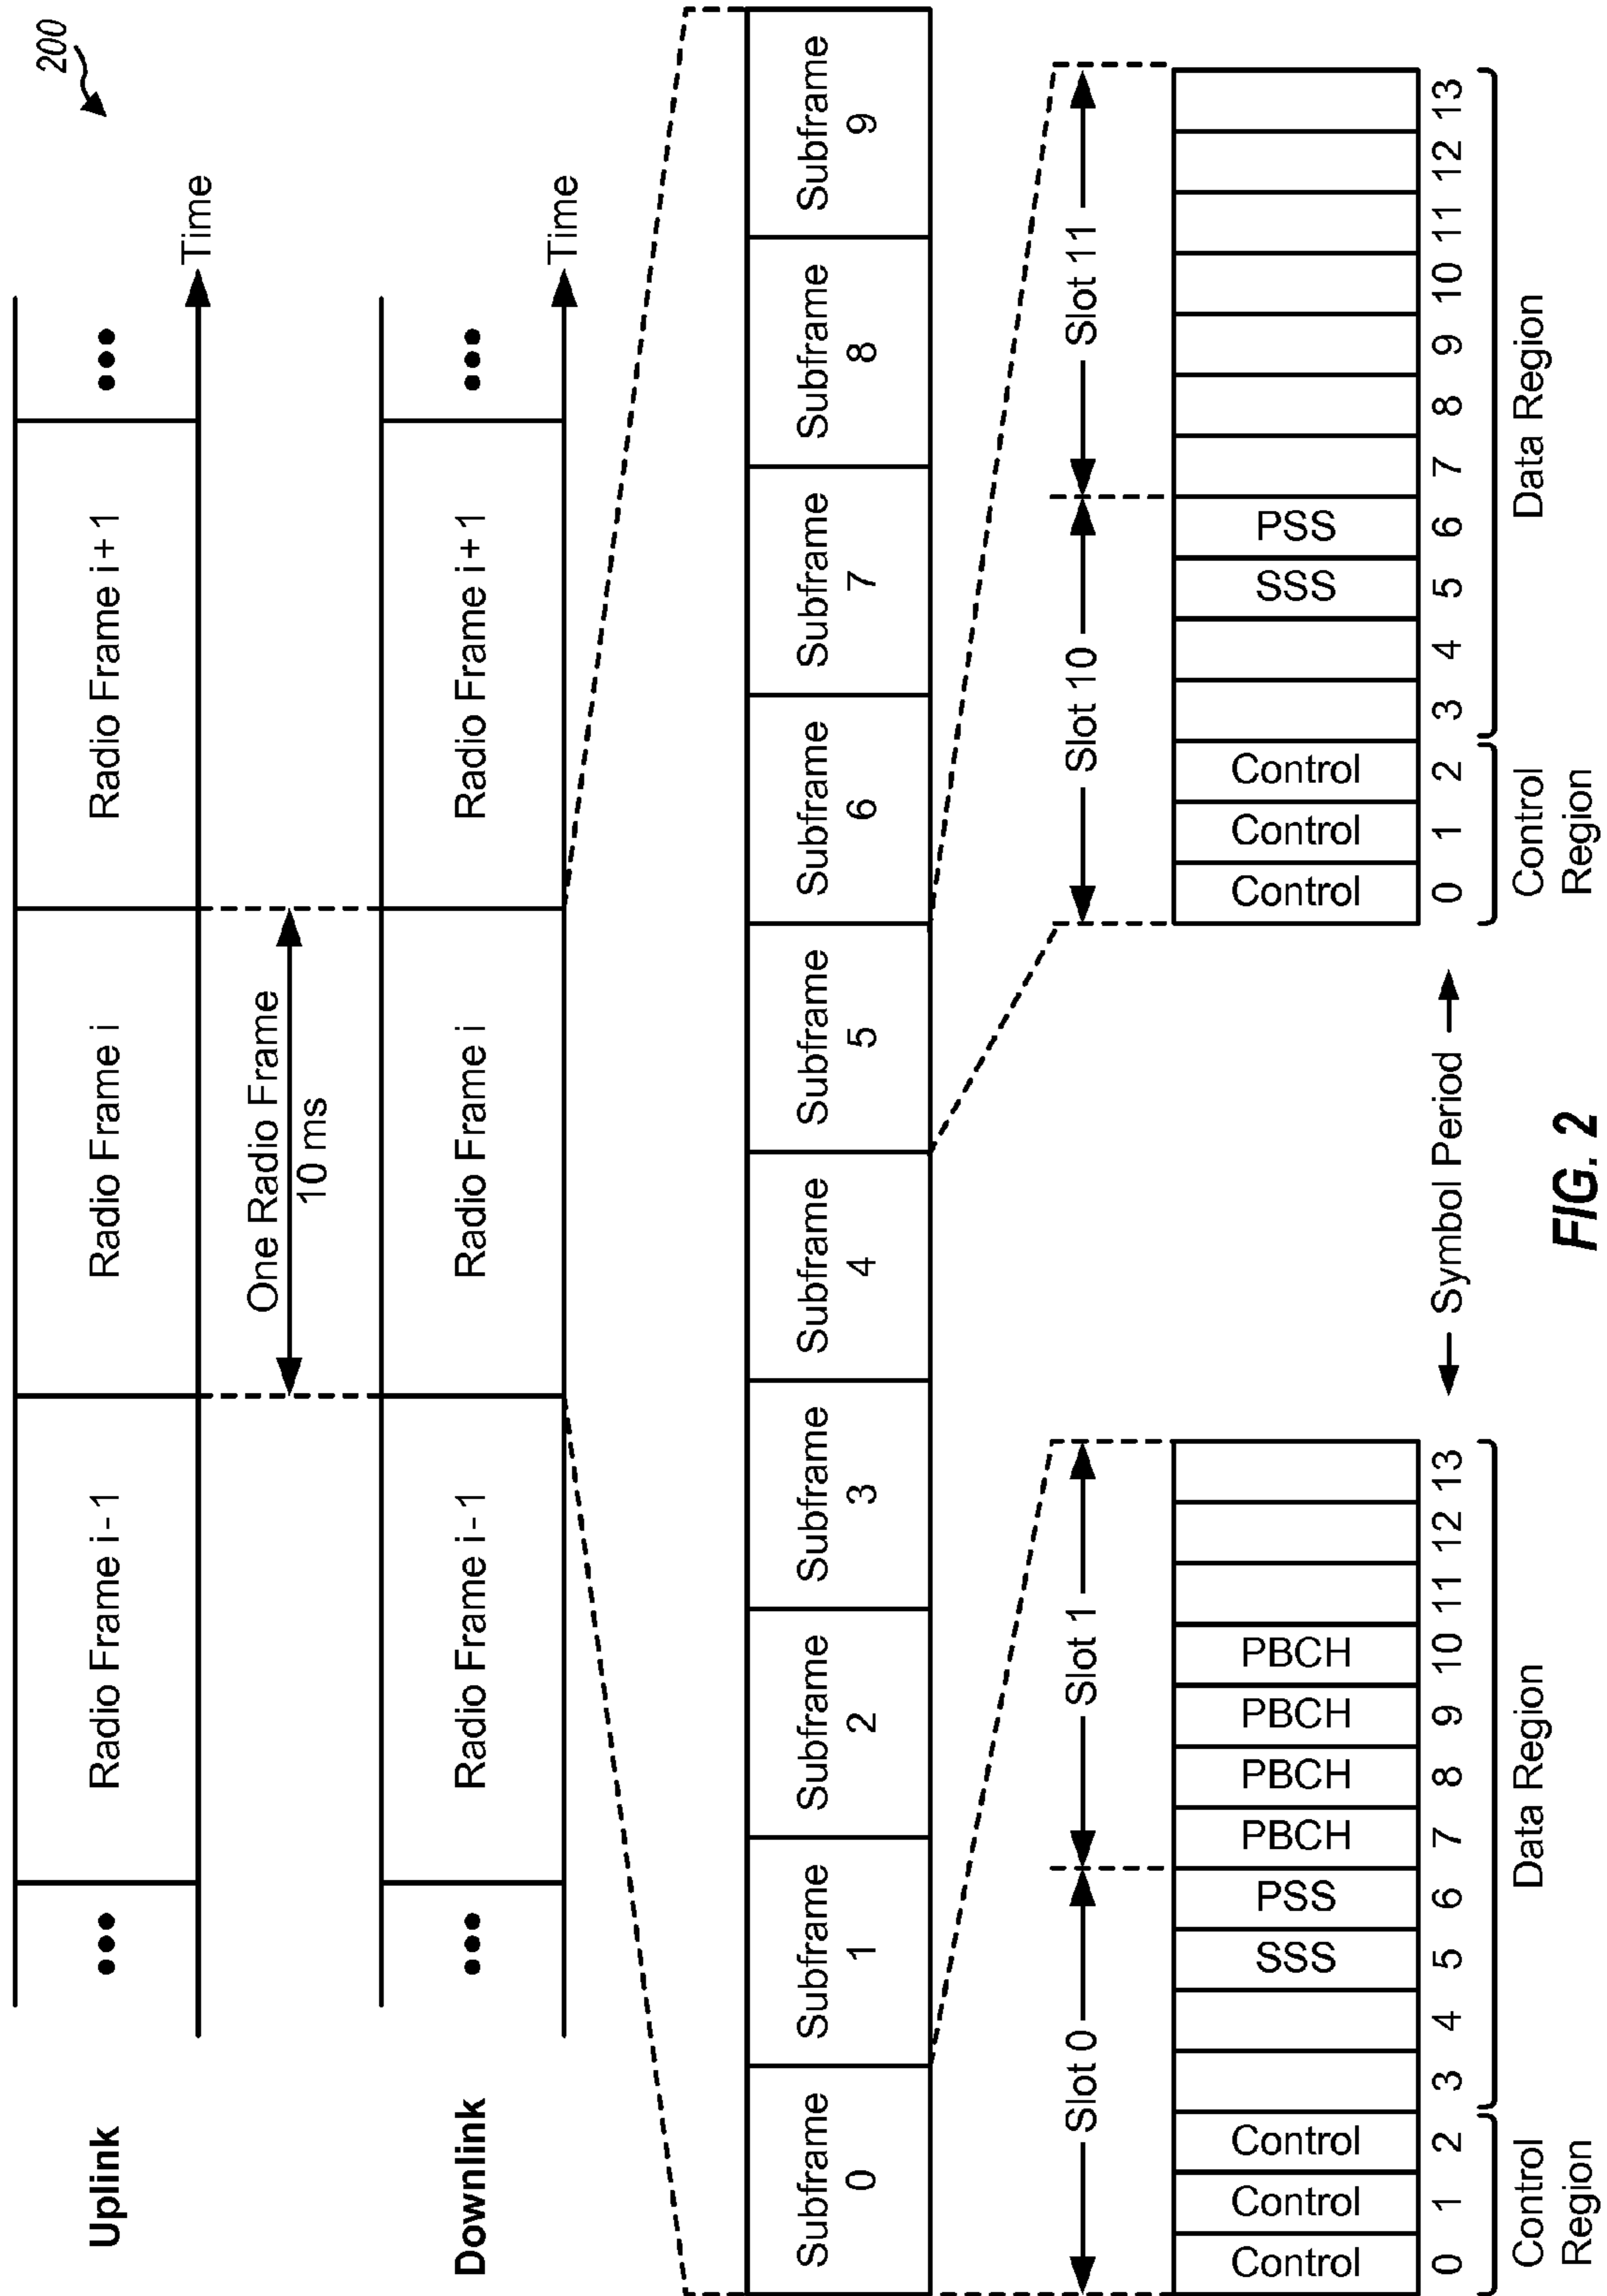 200
Uplink
•••
Radio Frame i - 1
Radio Frame i
Radio Frame i + 1
•••
Time
One Radio Frame
10 ms
Downlink
•••
Radio Frame i - 1
Radio Frame i
Radio Frame i + 1
•••
Time
Subframe
0
Subframe
1
Subframe
2
Subframe
3
Subframe
4
Subframe
5
Subframe
6
Subframe
7
Subframe
8
Subframe
9
Slot 0
Slot 1
Control
Control
Control
SSS
PSS
PBCH
PBCH
PBCH
PBCH
0 1 2 3 4 5 6 7 8 9 10 11 12 13
Control
Region
Data Region
Symbol Period
Slot 10
Slot 11
Control
Control
Control
SSS
PSS
0 1 2 3 4 5 6 7 8 9 10 11 12 13
Control
Region
Data Region
FIG. 2